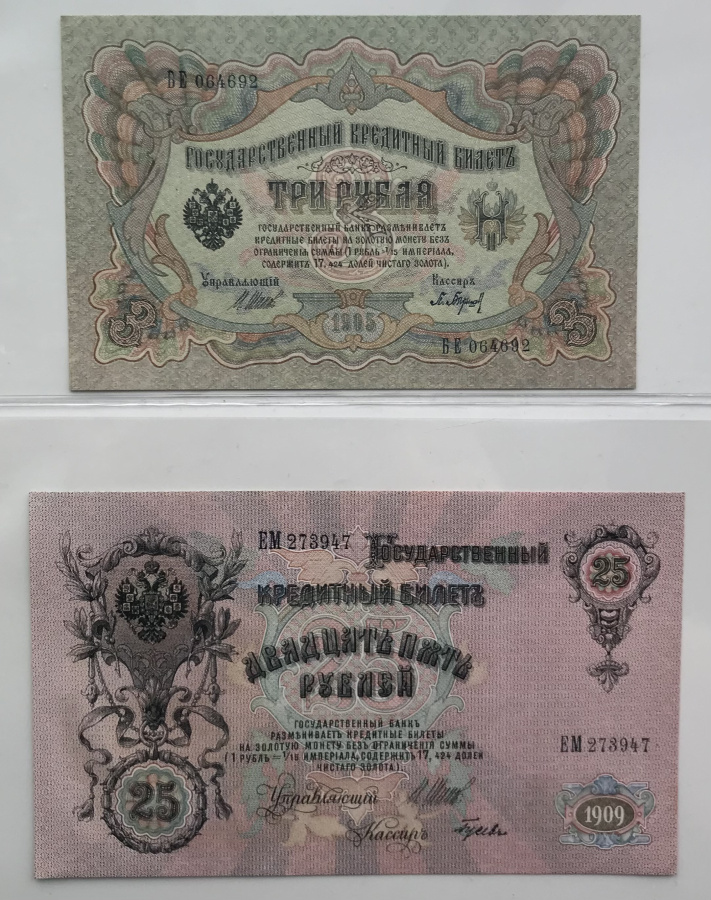 БЕ 064692
ГОСУДАРСТВЕННЫЙ КРЕДИТНЫЙ БИЛЕТЪ
ТРИ РУБЛЯ
ГОСУДАРСТВЕННЫЙ БАНКЪ РАЗМѢНИВАЕТЪ
КРЕДИТНЫЕ БИЛЕТЫ НА ЗОЛОТУЮ МОНЕТУ БЕЗЪ
ОГРАНИЧЕНІЯ СУММЫ (1 РУБЛЬ = 1/15 ИМПЕРІАЛА,
СОДЕРЖИТЪ 17,424 ДОЛЕЙ ЧИСТАГО ЗОЛОТА).
Управляющій Кассиръ
1905
3 3
БЕ 064692
ЕМ 273947 ГОСУДАРСТВЕННЫЙ
25
КРЕДИТНЫЙ БИЛЕТЪ
ДВАДЦАТЬ ПЯТЬ
РУБЛЕЙ
ГОСУДАРСТВЕННЫЙ БАНКЪ
РАЗМѢНИВАЕТЪ КРЕДИТНЫЕ БИЛЕТЫ
НА ЗОЛОТУЮ МОНЕТУ БЕЗЪ ОГРАНИЧЕНІЯ СУММЫ
(1 РУБЛЬ = 1/15 ИМПЕРІАЛА, СОДЕРЖИТЪ 17,424 ДОЛЕЙ
ЧИСТАГО ЗОЛОТА).
ЕМ 273947
25
Управляющій
Кассиръ
1909